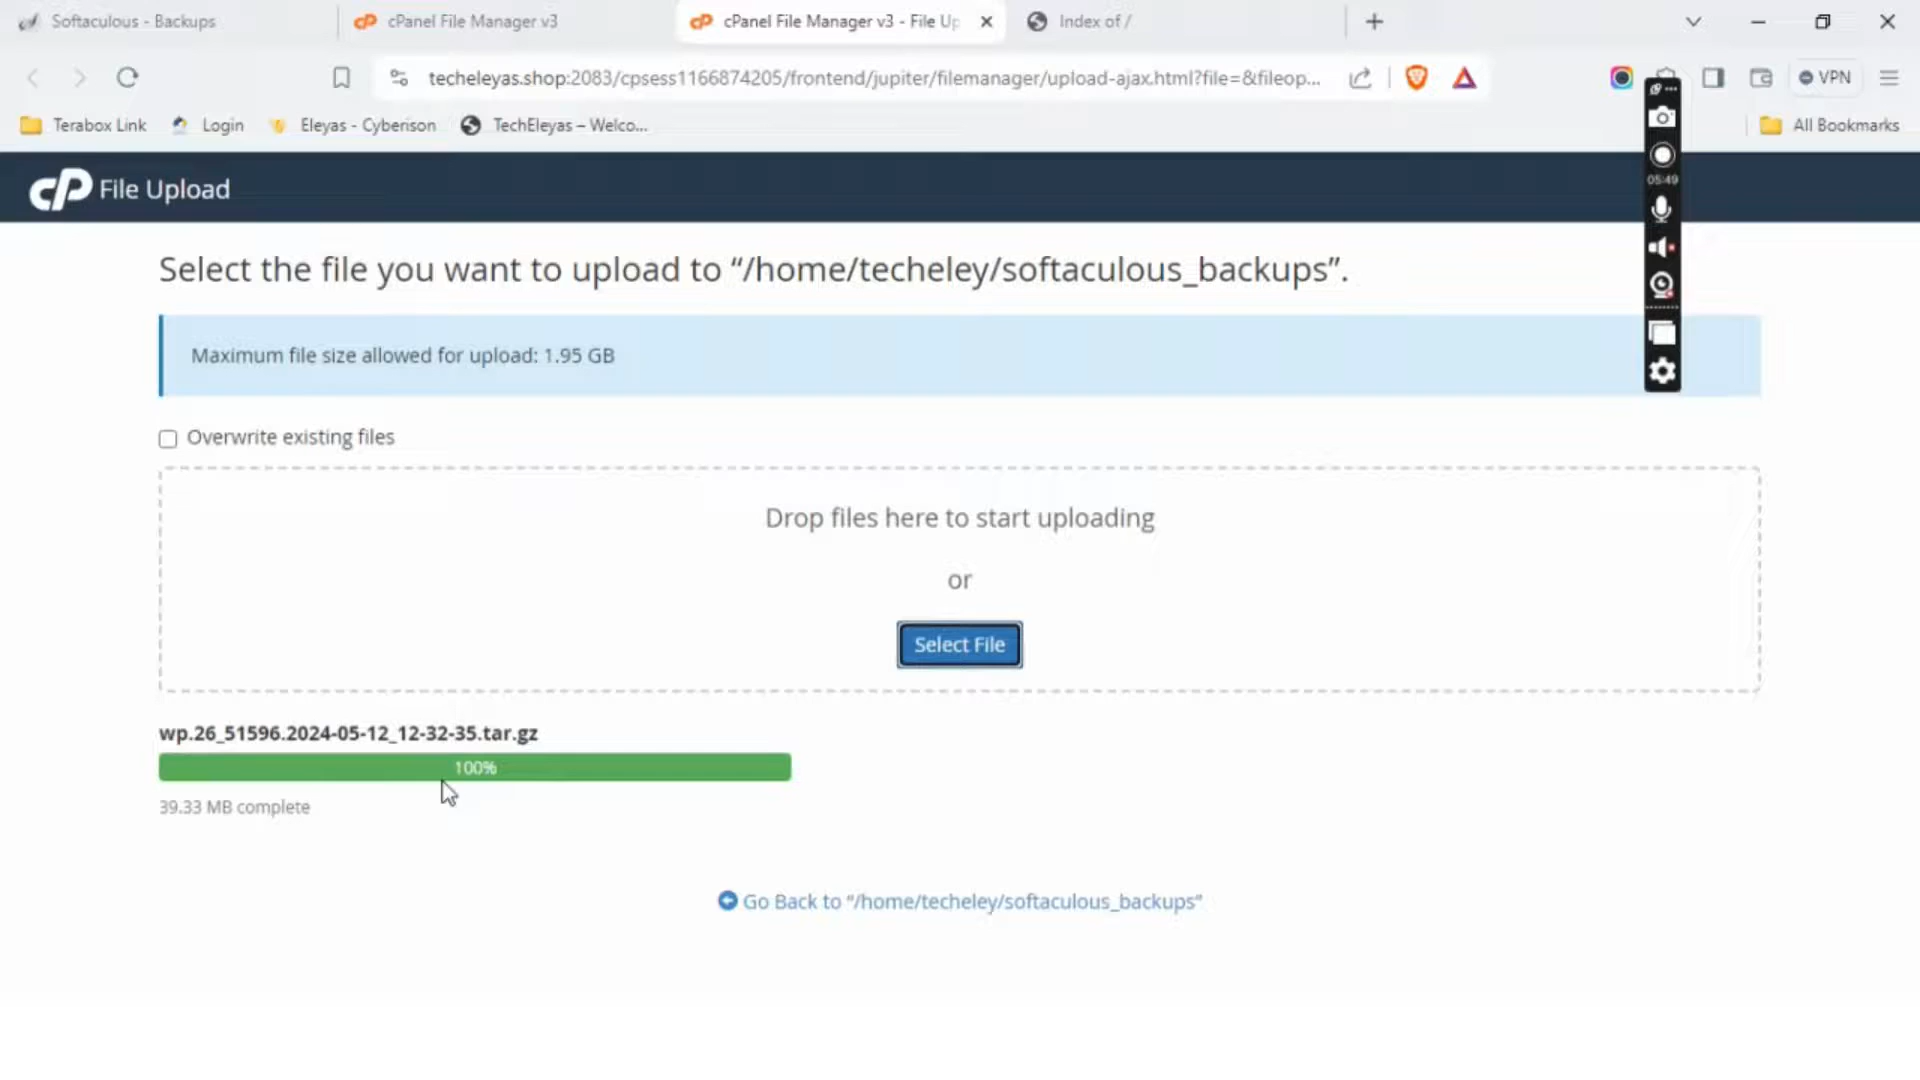 Softaculous - Backups
cPanel File Manager v3
cPanel File Manager v3 - File Up
Index of /
techeleyas.shop:2083/cpsess1166874205/frontend/jupiter/filemanager/upload-ajax.html?file=&fileop...
VPN
Terabox Link
Login
Eleyas - Cyberison
TechEleyas – Welco...
All Bookmarks
cP File Upload
05:49
Select the file you want to upload to “/home/techeley/softaculous_backups”.
Maximum file size allowed for upload: 1.95 GB
Overwrite existing files
Drop files here to start uploading
or
Select File
wp.26_51596.2024-05-12_12-32-35.tar.gz
100%
39.33 MB complete
Go Back to “/home/techeley/softaculous_backups”